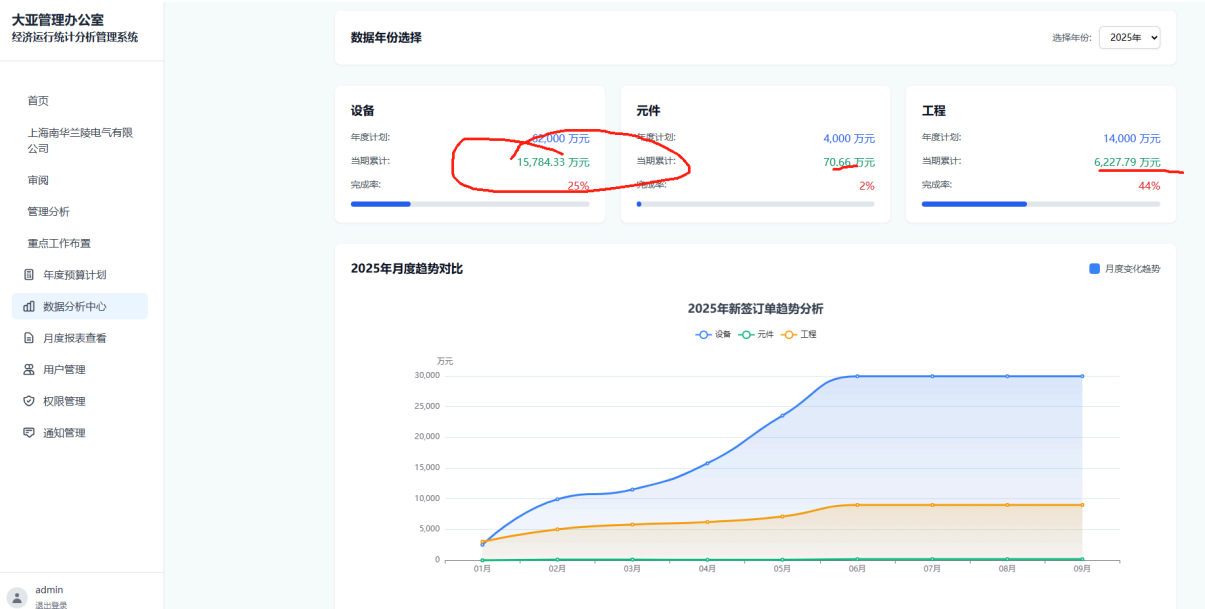 大亚管理办公室
经济运行统计分析管理系统
首页
上海南华兰陵电气有限
公司
审阅
管理分析
重点工作布置
年度预算计划
数据分析中心
月度报表查看
用户管理
权限管理
通知管理
admin
退出登录
数据年份选择
选择年份:
2025年
设备
年度计划:
62,000 万元
当期累计:
15,784.33 万元
完成率:
25%
元件
年度计划:
4,000 万元
当期累计:
70.66 万元
完成率:
2%
工程
年度计划:
14,000 万元
当期累计:
6,227.79 万元
完成率:
44%
2025年月度趋势对比
月度变化趋势
2025年新签订单趋势分析
设备 元件 工程
万元
30,000
25,000
20,000
15,000
10,000
5,000
0
01月 02月 03月 04月 05月 06月 07月 08月 09月